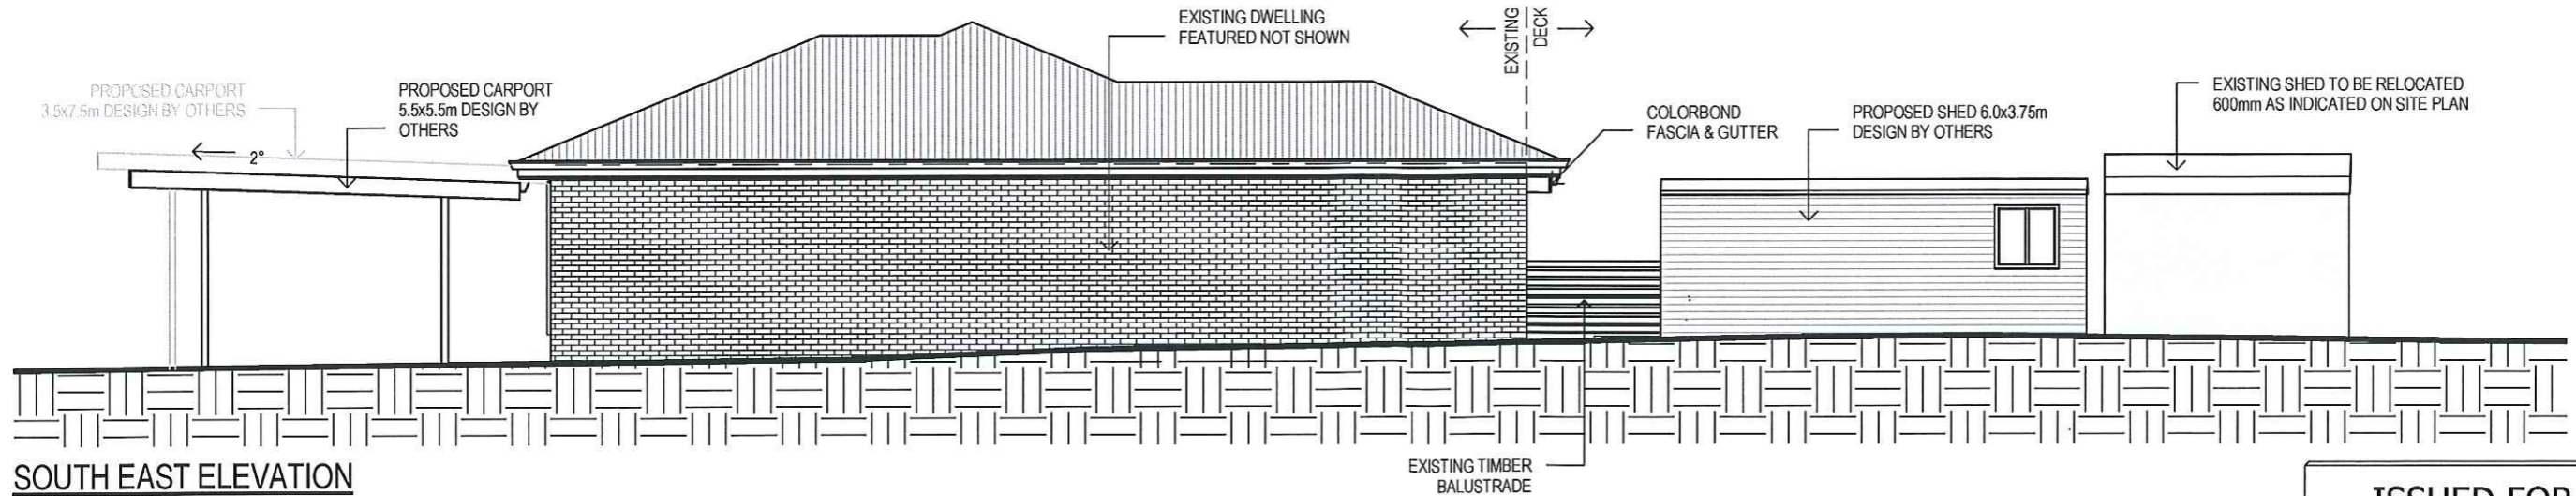 EXISTING DWELLING
FEATURED NOT SHOWN
EXISTING
DECK
PROPOSED CARPORT
3.5x7.5m DESIGN BY OTHERS
PROPOSED CARPORT
5.5x5.5m DESIGN BY
OTHERS
2°
COLORBOND
FASCIA & GUTTER
PROPOSED SHED 6.0x3.75m
DESIGN BY OTHERS
EXISTING SHED TO BE RELOCATED
600mm AS INDICATED ON SITE PLAN
EXISTING TIMBER
BALUSTRADE
SOUTH EAST ELEVATION
ISSUED FOR